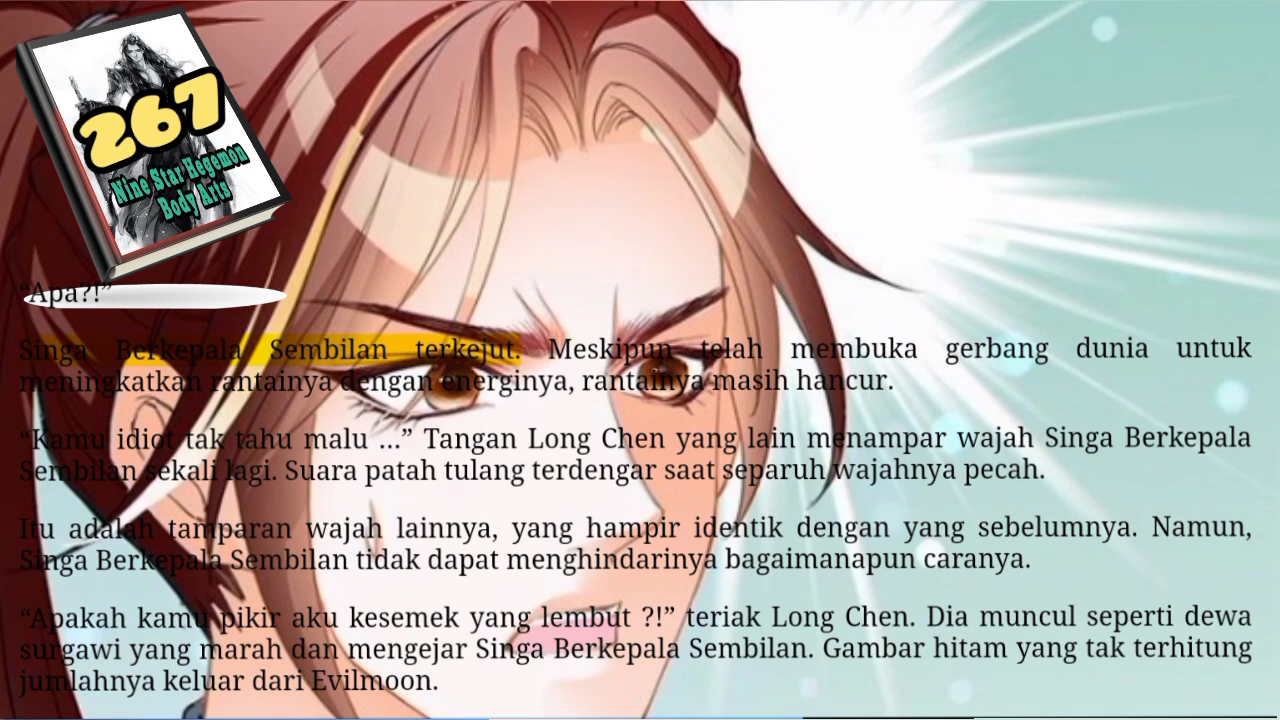 267
Nine Star Hegemon
Body Arts
“Apa?!”
Singa Berkepala Sembilan terkejut. Meskipun telah membuka gerbang dunia untuk
meningkatkan rantainya dengan energinya, rantainya masih hancur.
“Kamu idiot tak tahu malu ...” Tangan Long Chen yang lain menampar wajah Singa Berkepala
Sembilan sekali lagi. Suara patah tulang terdengar saat separuh wajahnya pecah.
Itu adalah tamparan wajah lainnya, yang hampir identik dengan yang sebelumnya. Namun,
Singa Berkepala Sembilan tidak dapat menghindarinya bagaimanapun caranya.
“Apakah kamu pikir aku kesemek yang lembut ?!” teriak Long Chen. Dia muncul seperti dewa
surgawi yang marah dan mengejar Singa Berkepala Sembilan. Gambar hitam yang tak terhitung
jumlahnya keluar dari Evilmoon.